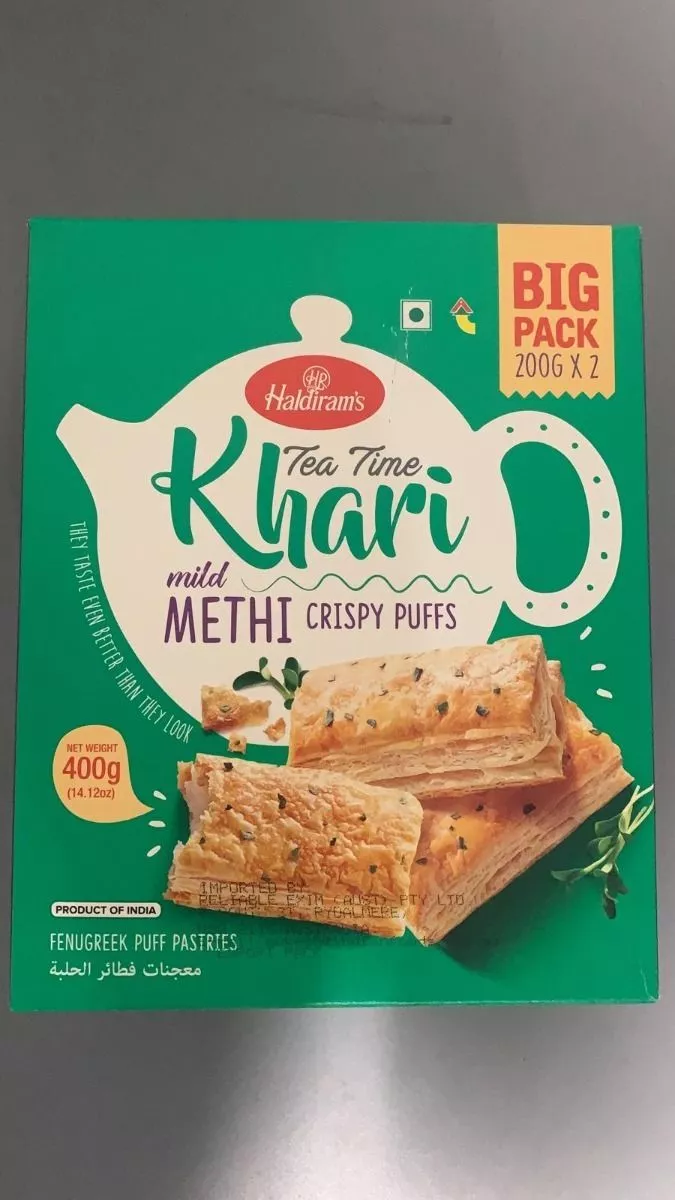 BIG
PACK
200G X 2
HR
Haldiram's
Tea Time
Khari
mild
METHI CRISPY PUFFS
THEY TASTE EVEN BETTER THAN THEY LOOK
NET WEIGHT
400g
(14.12oz)
IMPORTED BY
RELIABLE EXIM (AUST) PTY LTD
RYDALMERE,
PRODUCT OF INDIA
FENUGREEK PUFF PASTRIES
معجنات فطائر الحلبة